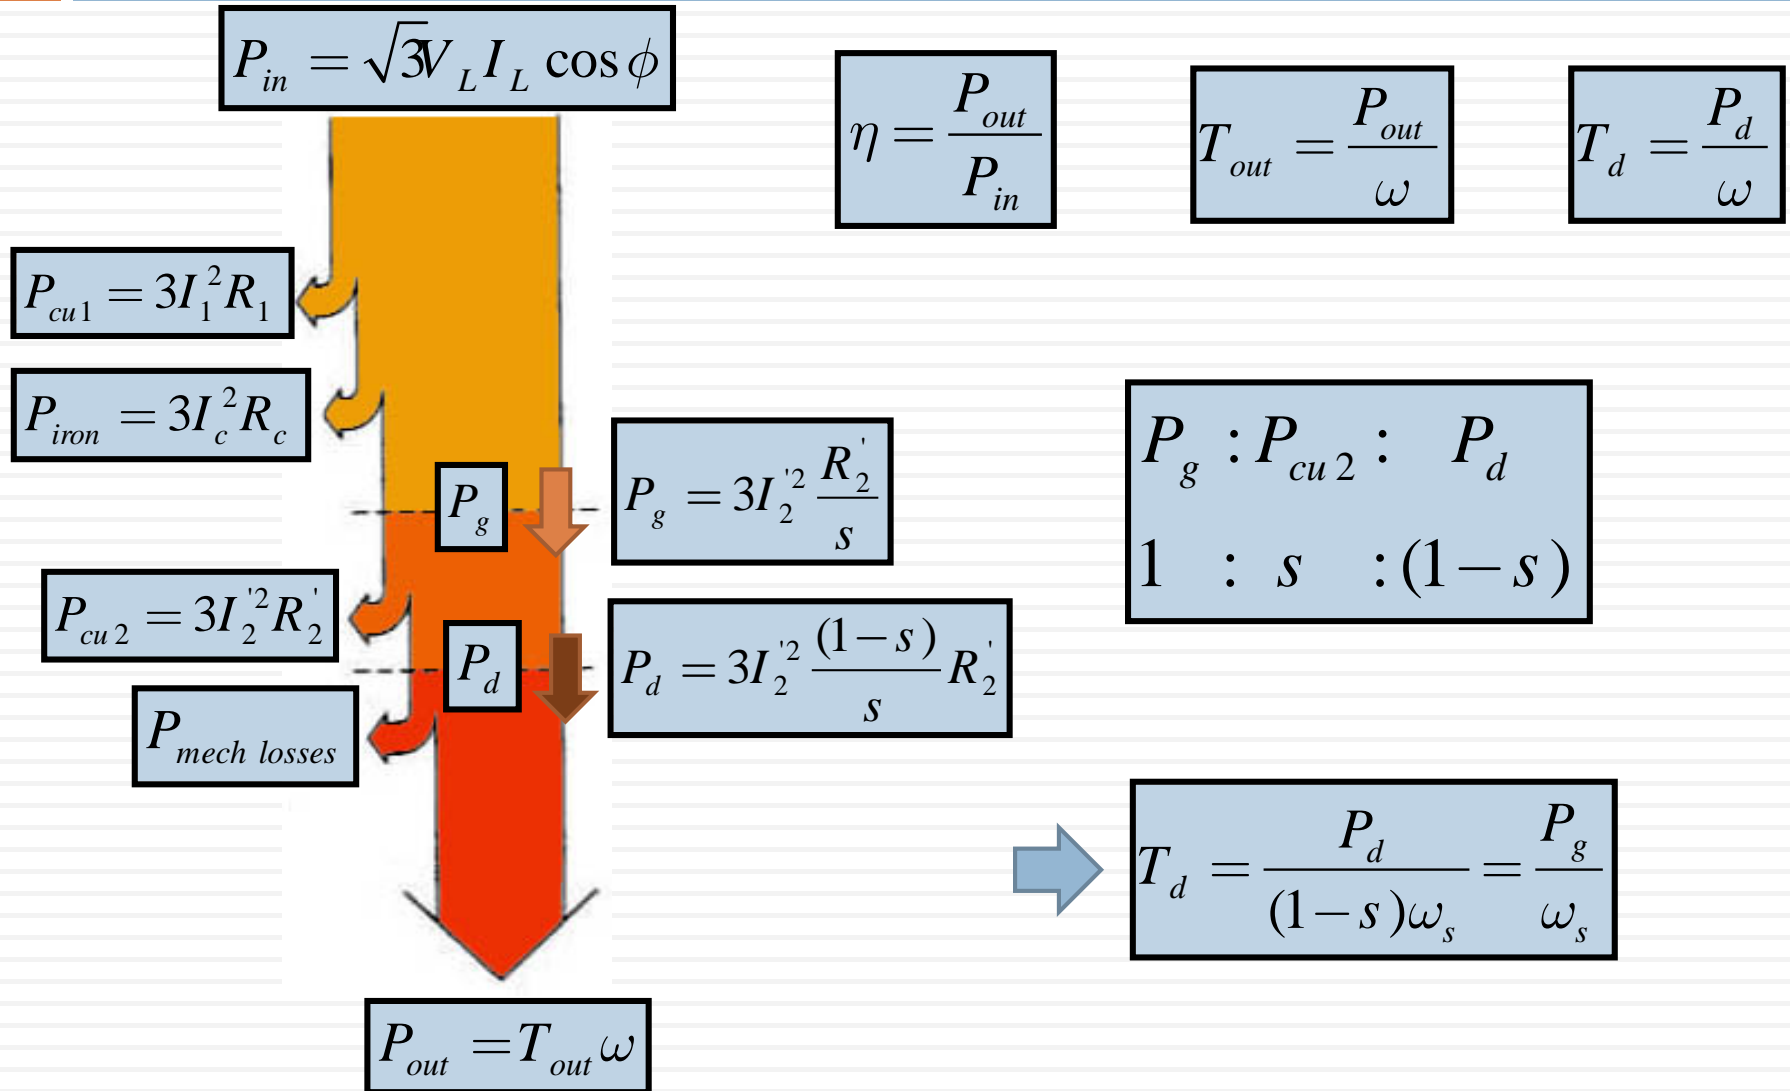 P_in = √3V_L I_L cos ϕ
η = P_out / P_in
T_out = P_out / ω
T_d = P_d / ω
P_cu1 = 3I_1^2 R_1
P_iron = 3I_c^2 R_c
P_g
P_g = 3I_2^'2 R_2^' / s
P_g : P_cu2 : P_d
1 : s : (1 − s)
P_cu2 = 3I_2^'2 R_2^'
P_d
P_d = 3I_2^'2 (1 − s) / s R_2^'
P_mech losses
T_d = P_d / (1 − s)ω_s = P_g / ω_s
P_out = T_out ω